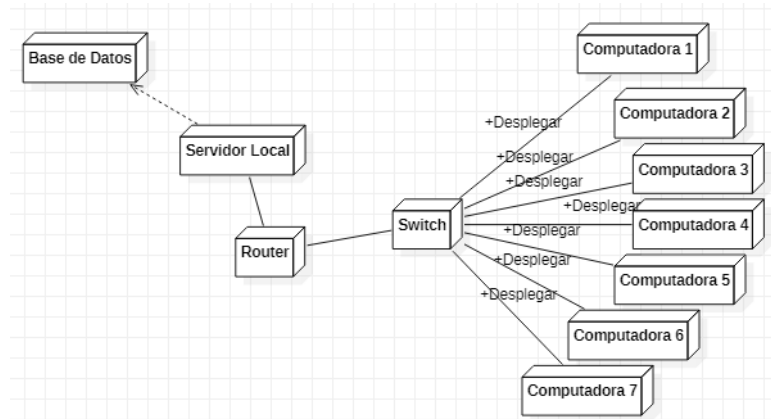 Base de Datos
Servidor Local
Router
Switch
+Desplegar
Computadora 1
+Desplegar
Computadora 2
+Desplegar
Computadora 3
+Desplegar
Computadora 4
+Desplegar
Computadora 5
+Desplegar
Computadora 6
+Desplegar
Computadora 7